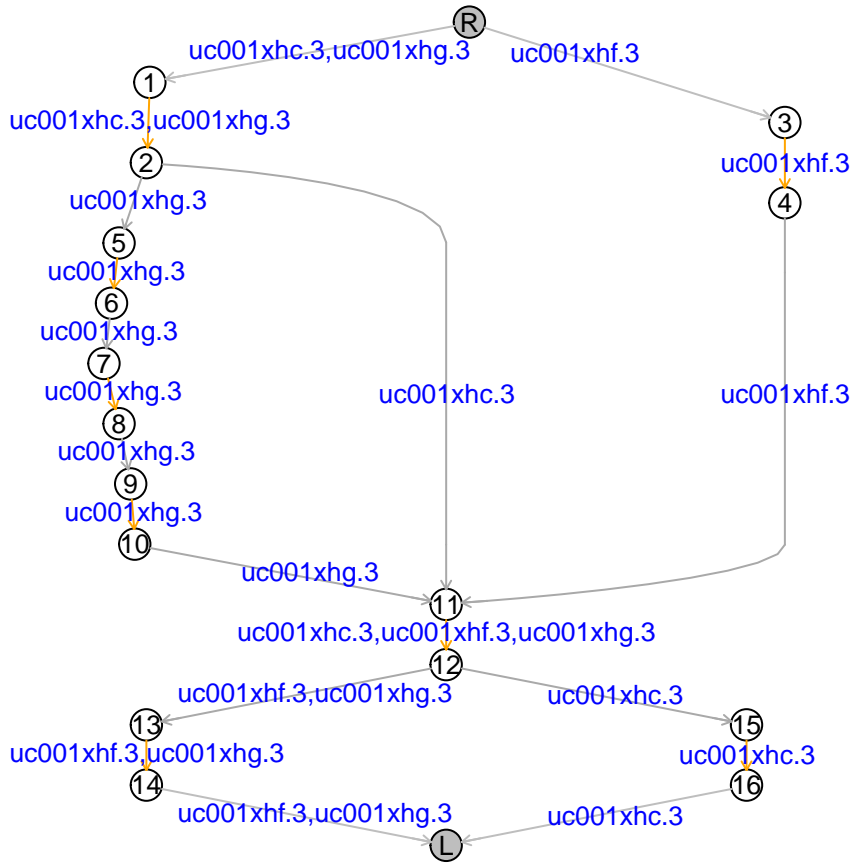 R
uc001xhc.3,uc001xhg.3
uc001xhf.3
1
uc001xhc.3,uc001xhg.3
3
2
uc001xhf.3
uc001xhg.3
4
5
uc001xhg.3
6
uc001xhg.3
7
uc001xhg.3
uc001xhc.3
uc001xhf.3
8
uc001xhg.3
9
uc001xhg.3
10
uc001xhg.3
11
uc001xhc.3,uc001xhf.3,uc001xhg.3
12
uc001xhf.3,uc001xhg.3
uc001xhc.3
13
15
uc001xhf.3,uc001xhg.3
uc001xhc.3
14
16
uc001xhf.3,uc001xhg.3
uc001xhc.3
L